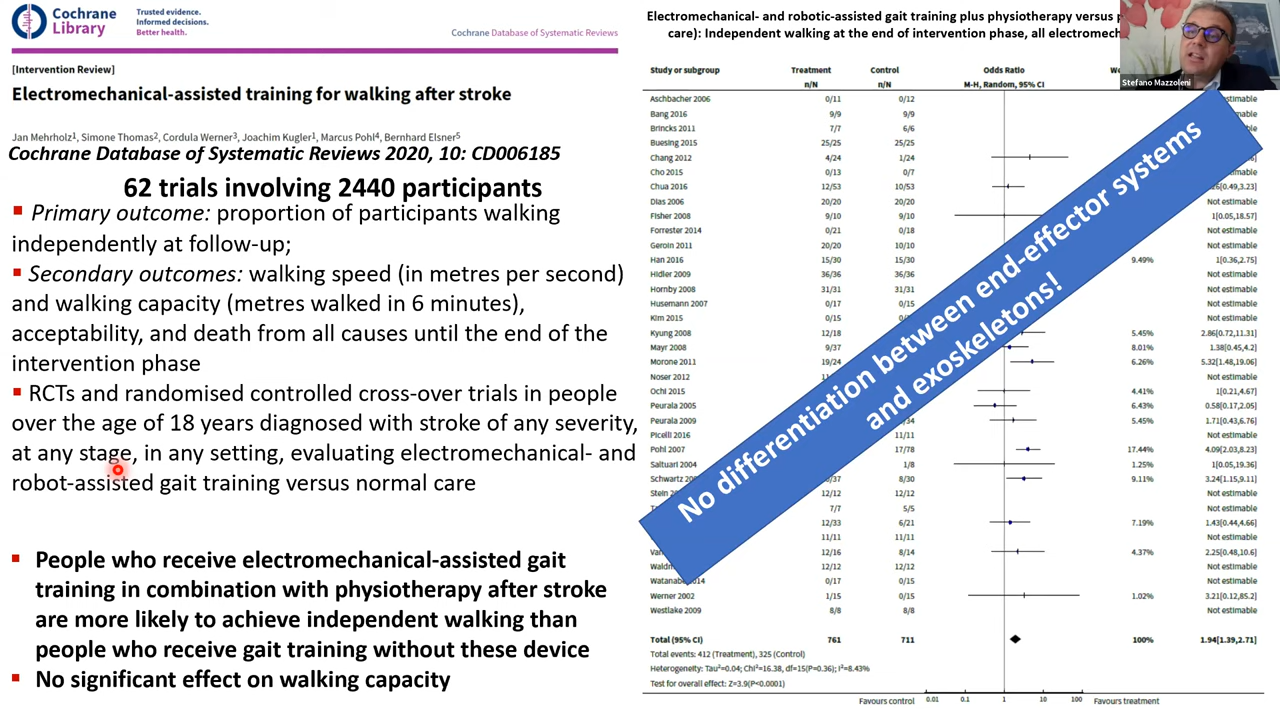 Cochrane
Library
Trusted evidence.
Informed decisions.
Better health.
Cochrane Database of Systematic Reviews
[Intervention Review]
Electromechanical-assisted training for walking after stroke
Jan Mehrholz1, Simone Thomas2, Cordula Werner3, Joachim Kugler1, Marcus Pohl4, Bernhard Elsner5
Cochrane Database of Systematic Reviews 2020, 10: CD006185
62 trials involving 2440 participants
Primary outcome: proportion of participants walking
independently at follow-up;
Secondary outcomes: walking speed (in metres per second)
and walking capacity (metres walked in 6 minutes),
acceptability, and death from all causes until the end of the
intervention phase
RCTs and randomised controlled cross-over trials in people
over the age of 18 years diagnosed with stroke of any severity,
at any stage, in any setting, evaluating electromechanical- and
robot-assisted gait training versus normal care
People who receive electromechanical-assisted gait
training in combination with physiotherapy after stroke
are more likely to achieve independent walking than
people who receive gait training without these device
No significant effect on walking capacity
Electromechanical- and robotic-assisted gait training plus physiotherapy versus
care): Independent walking at the end of intervention phase, all
Stefano Mazzoleni
Study or subgroup Treatment Control Odds Ratio
n/N n/N M-H, Random, 95% CI
Aschbacher 2006 0/11 0/12
Bang 2016 9/9 9/9
Brincks 2011 7/7 6/6
Buesing 2015 25/25 25/25
Chang 2012 4/24 1/24
Cho 2015 0/13 0/7
Chua 2016 12/53 10/53
Dias 2006 20/20 20/20 Not estimable
Fisher 2008 9/10 9/10 1[0.05,18.57]
Forrester 2014 0/21 0/18 Not estimable
Geroin 2011 20/20 10/10 Not estimable
Han 2016 15/30 15/30 9.49% 1[0.36,2.75]
Hidler 2009 36/36 36/36 Not estimable
Hornby 2008 31/31 31/31 Not estimable
Husemann 2007 0/17 0/15 Not estimable
Kim 2015 0/15 Not estimable
Kyung 2008 12/18 5.45% 2.86[0.72,11.31]
Mayr 2008 9/37 8.01% 1.38[0.45,4.2]
Morone 2011 19/24 6.26% 5.32[1.48,19.06]
Noser 2012 Not estimable
Ochi 2015 4.41% 1[0.21,4.67]
Peurala 2005 6.43% 0.58[0.17,2.05]
Peurala 2009 5.45% 1.71[0.43,6.76]
Picelli 2016 11/11 Not estimable
Pohl 2007 17/78 17.44% 4.09[2.03,8.23]
Saltuari 2004 1/8 1.25% 1[0.05,19.36]
Schwartz 8/30 9.11% 3.24[1.15,9.11]
Stein 12/12 12/12 Not estimable
7/7 5/5 Not estimable
12/33 6/21 7.19% 1.43[0.44,4.66]
11/11 11/11 Not estimable
12/16 8/14 4.37% 2.25[0.48,10.6]
12/12 12/12 Not estimable
0/17 0/15 Not estimable
Werner 2002 1/15 0/15 1.02% 3.21[0.12,85.2]
Westlake 2009 8/8 8/8 Not estimable
No differentiation between end-effector systems
and exoskeletons!
Total (95% CI) 761 711 100% 1.94[1.39,2.71]
Total events: 412 (Treatment), 325 (Control)
Heterogeneity: Tau²=0.04; Chi²=16.38, df=15(P=0.36); I²=8.43%
Test for overall effect: Z=3.9(P<0.0001)
Favours control 0.01 0.1 1 10 100 Favours treatment